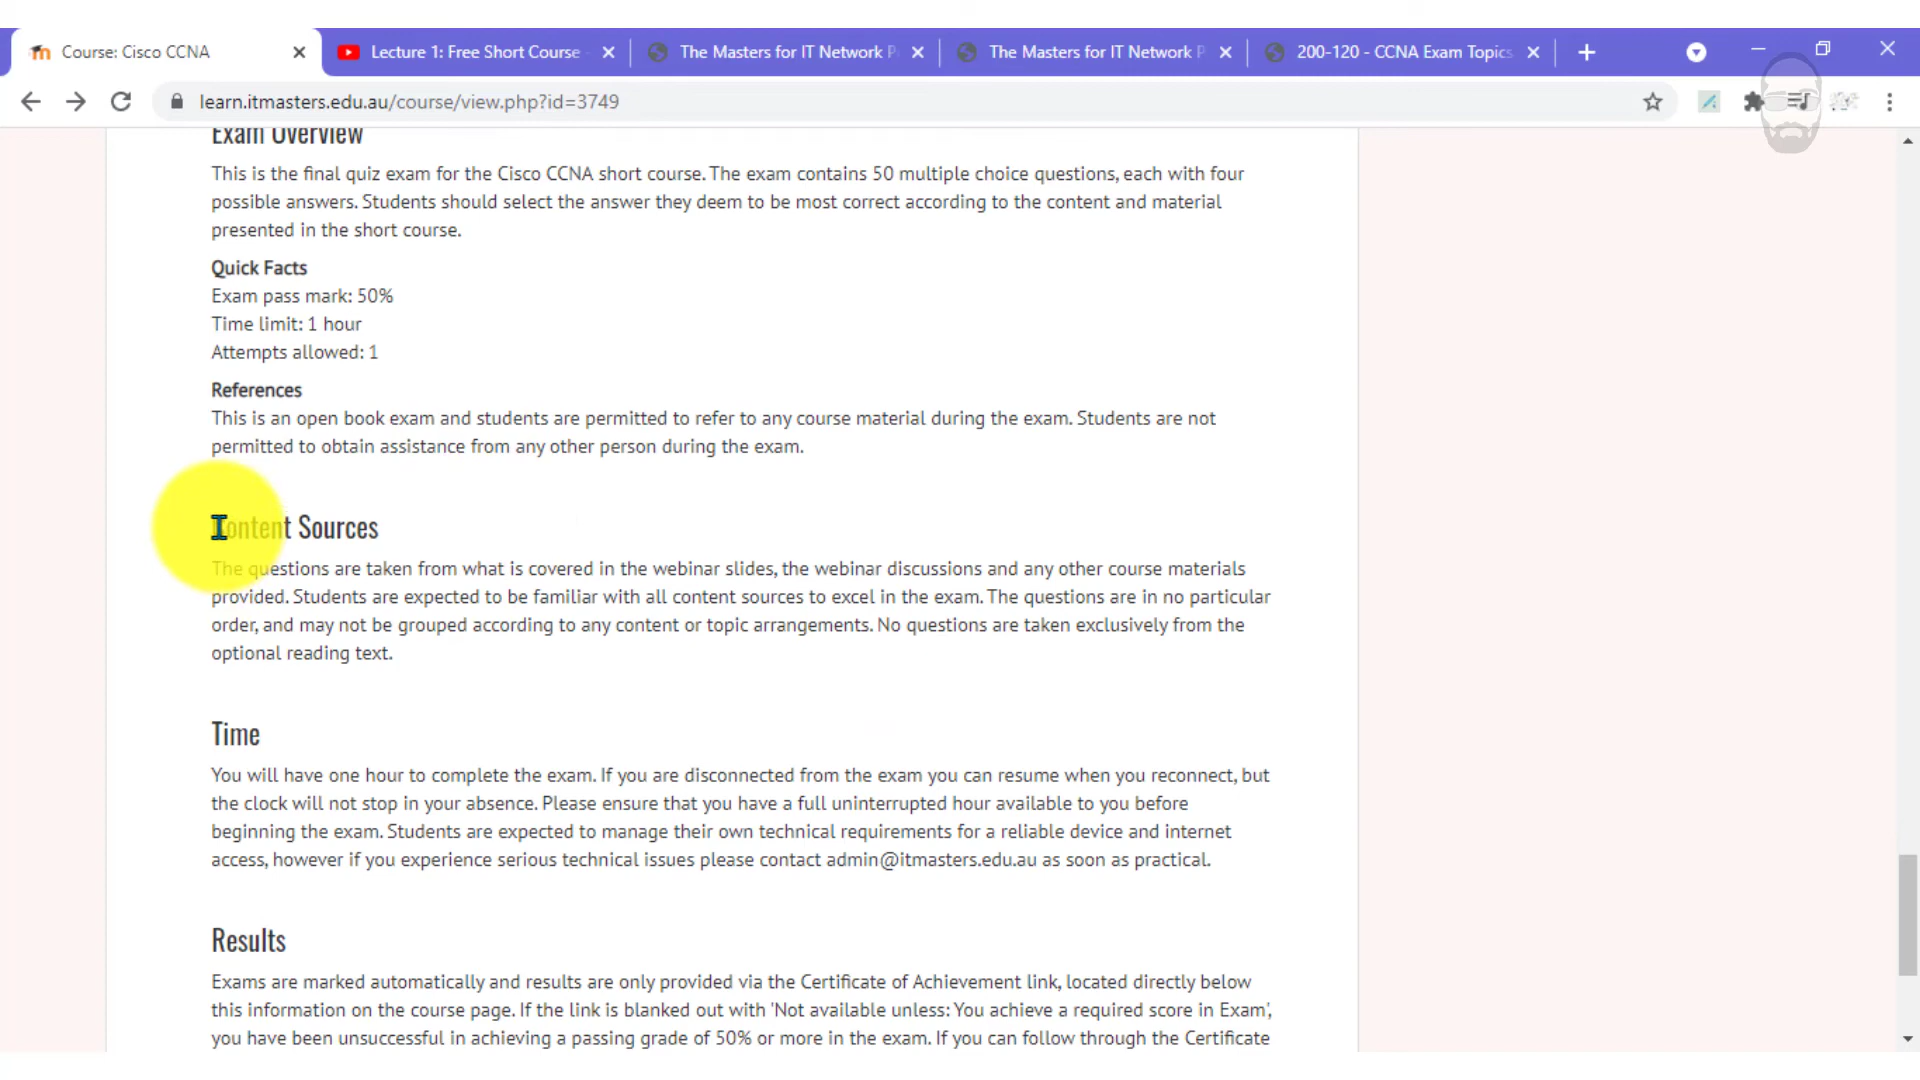 Course: Cisco CCNA
Lecture 1: Free Short Course -
The Masters for IT Network P
The Masters for IT Network P
200-120 - CCNA Exam Topics
learn.itmasters.edu.au/course/view.php?id=3749
Exam Overview
This is the final quiz exam for the Cisco CCNA short course. The exam contains 50 multiple choice questions, each with four
possible answers. Students should select the answer they deem to be most correct according to the content and material
presented in the short course.
Quick Facts
Exam pass mark: 50%
Time limit: 1 hour
Attempts allowed: 1
References
This is an open book exam and students are permitted to refer to any course material during the exam. Students are not
permitted to obtain assistance from any other person during the exam.
Content Sources
The questions are taken from what is covered in the webinar slides, the webinar discussions and any other course materials
provided. Students are expected to be familiar with all content sources to excel in the exam. The questions are in no particular
order, and may not be grouped according to any content or topic arrangements. No questions are taken exclusively from the
optional reading text.
Time
You will have one hour to complete the exam. If you are disconnected from the exam you can resume when you reconnect, but
the clock will not stop in your absence. Please ensure that you have a full uninterrupted hour available to you before
beginning the exam. Students are expected to manage their own technical requirements for a reliable device and internet
access, however if you experience serious technical issues please contact admin@itmasters.edu.au as soon as practical.
Results
Exams are marked automatically and results are only provided via the Certificate of Achievement link, located directly below
this information on the course page. If the link is blanked out with 'Not available unless: You achieve a required score in Exam',
you have been unsuccessful in achieving a passing grade of 50% or more in the exam. If you can follow through the Certificate